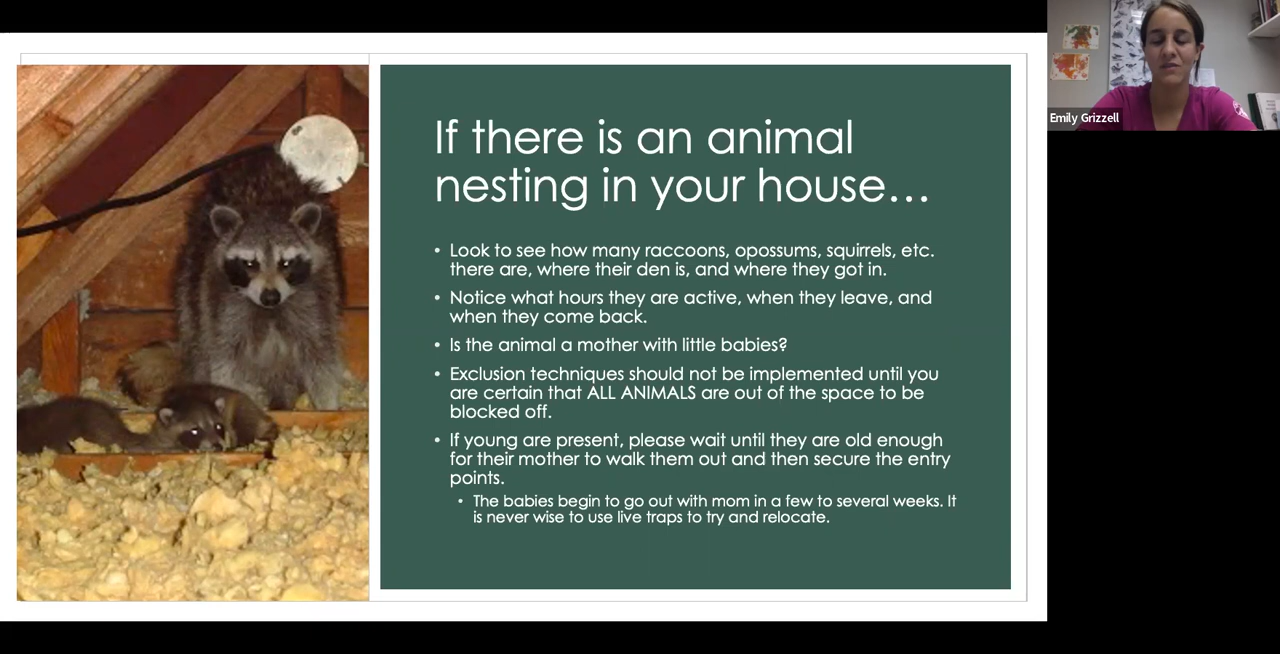 If there is an animal
nesting in your house...
• Look to see how many raccoons, opossums, squirrels, etc.
there are, where their den is, and where they got in.
• Notice what hours they are active, when they leave, and
when they come back.
• Is the animal a mother with little babies?
• Exclusion techniques should not be implemented until you
are certain that ALL ANIMALS are out of the space to be
blocked off.
• If young are present, please wait until they are old enough
for their mother to walk them out and then secure the entry
points.
• The babies begin to go out with mom in a few to several weeks. It
is never wise to use live traps to try and relocate.
Emily Grizzell